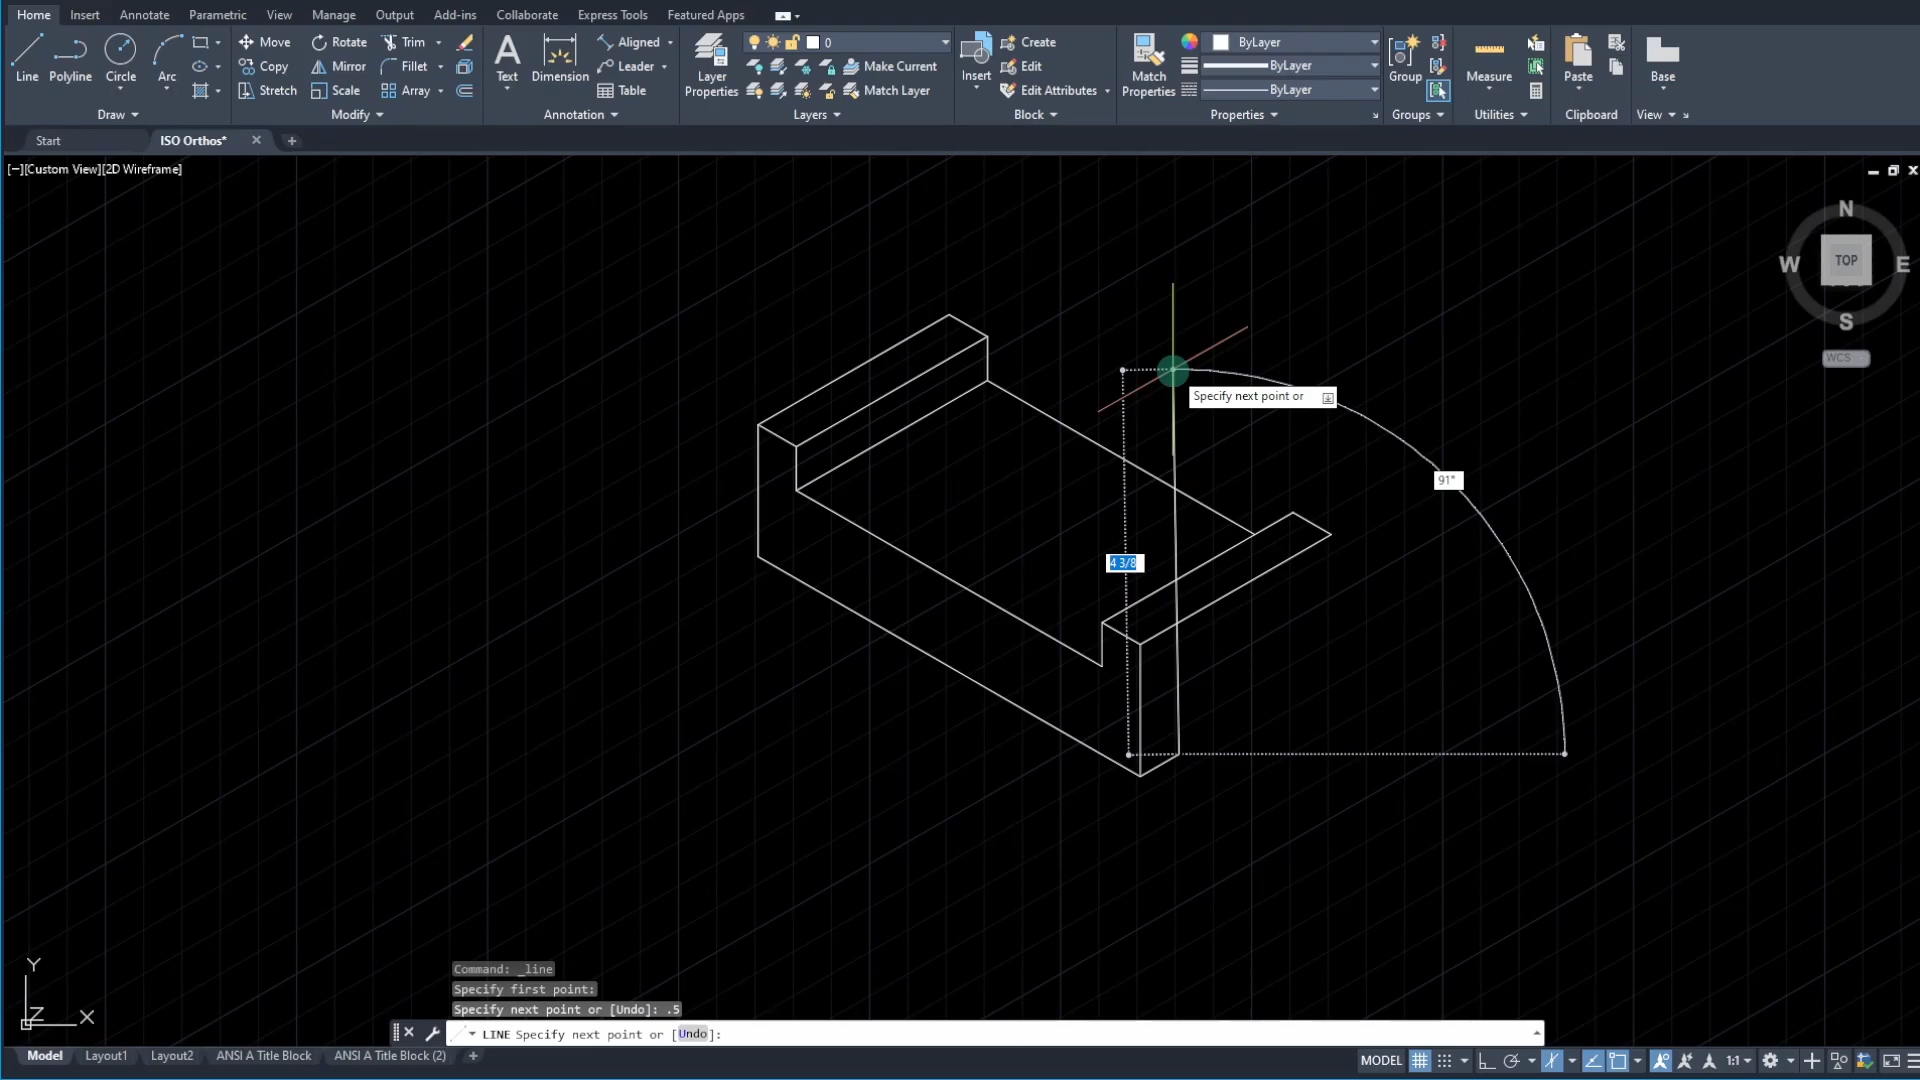 Home Insert Annotate Parametric View Manage Output Add-ins Collaborate Express Tools Featured Apps
Line Polyline Circle Arc
Move Rotate Trim
Copy Mirror Fillet
Stretch Scale Array
Text Dimension
Aligned
Leader
Table
Layer Properties
0
Make Current
Match Layer
Insert
Create
Edit
Edit Attributes
Match Properties
ByLayer
ByLayer
ByLayer
Group
Measure
Paste
Base
Draw Modify Annotation Layers Block Properties Groups Utilities Clipboard View
Start ISO Orthos*
[−][Custom View][2D Wireframe]
N
W TOP E
S
WCS
Specify next point or
91°
4 3/8
Y
Z X
Command: _line
Specify first point:
Specify next point or [Undo]: .5
LINE Specify next point or [Undo]:
Model Layout1 Layout2 ANSI A Title Block ANSI A Title Block (2)
MODEL 1:1